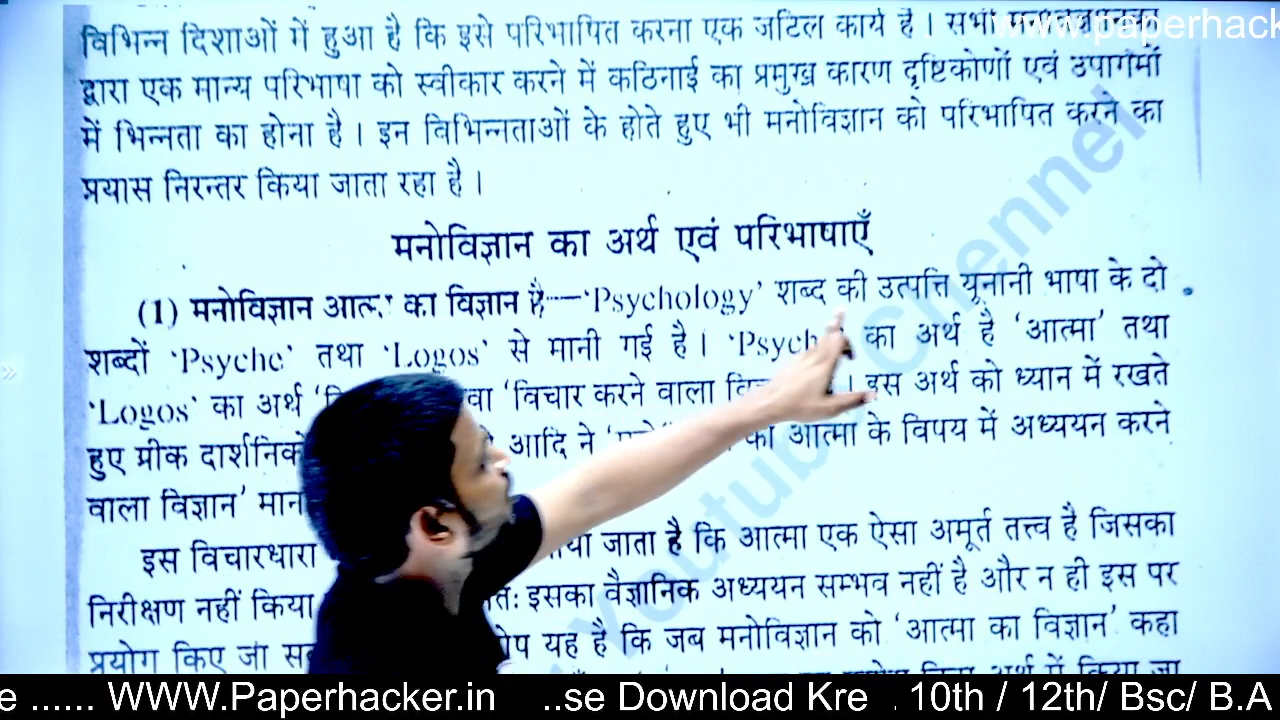 www.paperhack
विभिन्न दिशाओं में हुआ है कि इसे परिभाषित करना एक जटिल कार्य है । सभी
द्वारा एक मान्य परिभाषा को स्वीकार करने में कठिनाई का प्रमुख कारण दृष्टिकोणों एवं उपागमों
में भिन्नता का होना है । इन विभिन्नताओं के होते हुए भी मनोविज्ञान को परिभाषित करने का
प्रयास निरन्तर किया जाता रहा है ।
मनोविज्ञान का अर्थ एवं परिभाषाएँ
(1) मनोविज्ञान का विज्ञान है—'Psychology' शब्द की उत्पत्ति यूनानी भाषा के दो
शब्दों 'Psyche' तथा 'Logos' से मानी गई है । का अर्थ है 'आत्मा' तथा
'Logos' का अर्थ 'विचार करने वाला । इस अर्थ को ध्यान में रखते
हुए ग्रीक आदि ने को आत्मा के विषय में अध्ययन करने
वाला विज्ञान'
इस विचारधारा जाता है कि आत्मा एक ऐसा अमूर्त तत्त्व है जिसका
निरीक्षण नहीं किया इसका वैज्ञानिक अध्ययन सम्भव नहीं है और न ही इस पर
प्रयोग किए जा यह है कि जब मनोविज्ञान को 'आत्मा का विज्ञान' कहा
अर्थ में किया जा
Youtube Chennel
e ...... WWW.Paperhacker.in ..se Download Kre . 10th / 12th/ Bsc/ B.A